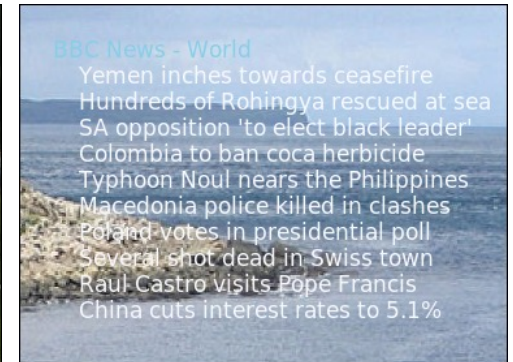 BBC News - World
Yemen inches towards ceasefire
Hundreds of Rohingya rescued at sea
SA opposition 'to elect black leader'
Colombia to ban coca herbicide
Typhoon Noul nears the Philippines
Macedonia police killed in clashes
Poland votes in presidential poll
Several shot dead in Swiss town
Raul Castro visits Pope Francis
China cuts interest rates to 5.1%